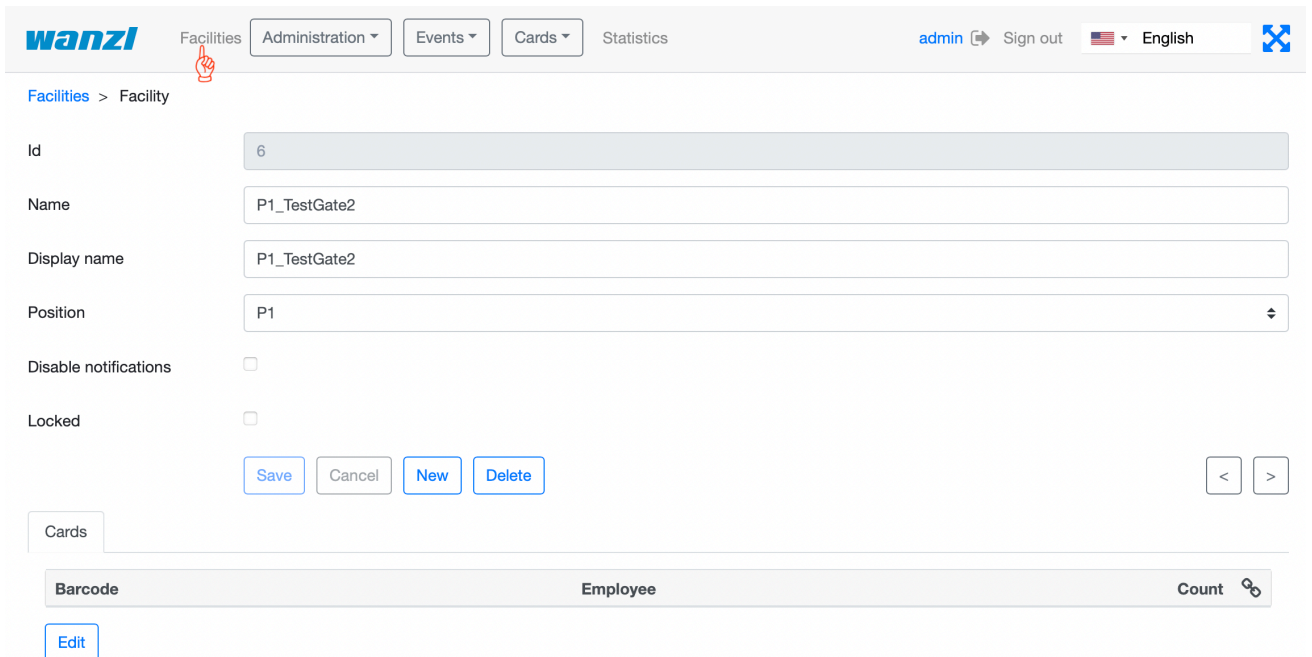 wanzl Facilities Administration Events Cards Statistics admin Sign out English
Facilities > Facility
Id 6
Name P1_TestGate2
Display name P1_TestGate2
Position P1
Disable notifications
Locked
Save Cancel New Delete < >
Cards
Barcode Employee Count
Edit